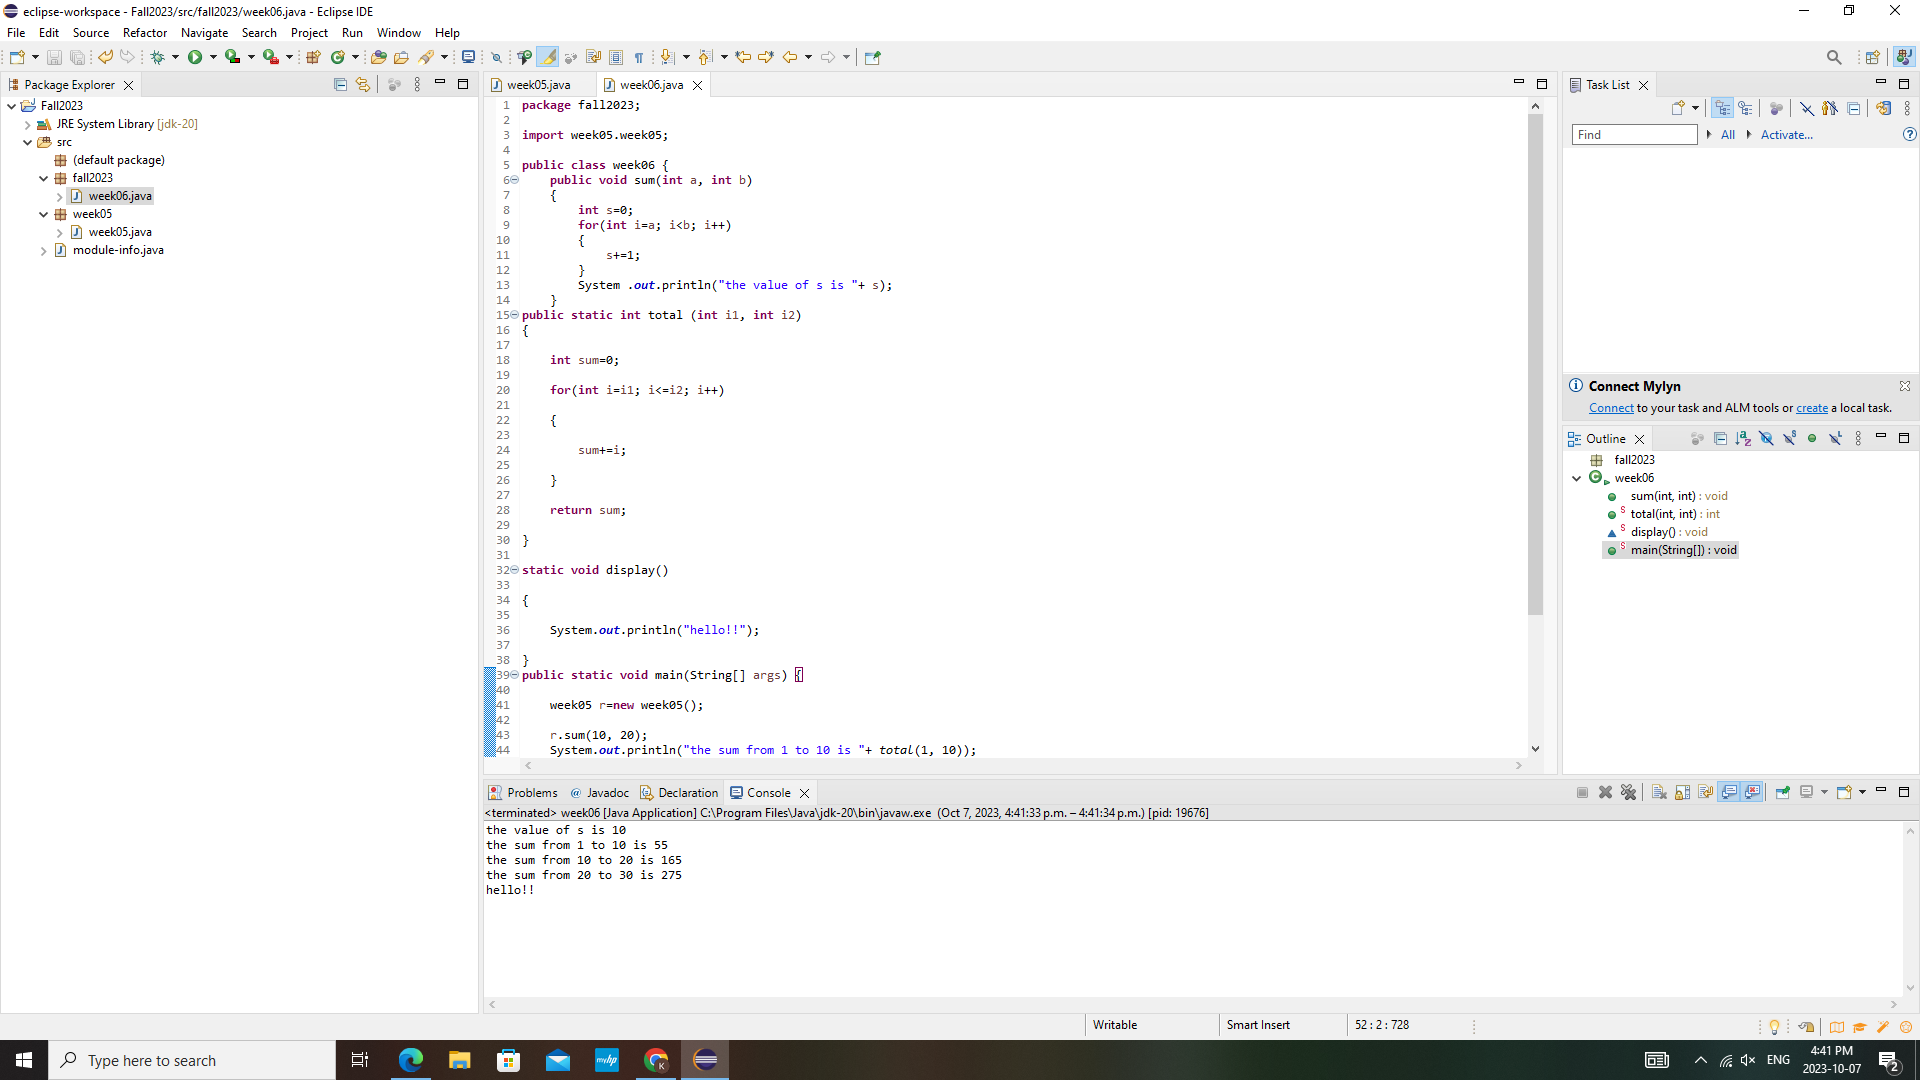 eclipse-workspace - Fall2023/src/fall2023/week06.java - Eclipse IDE
File Edit Source Refactor Navigate Search Project Run Window Help
Package Explorer
Fall2023
JRE System Library [jdk-20]
src
(default package)
fall2023
week06.java
week05
week05.java
module-info.java
week05.java week06.java
1 package fall2023;
2
3 import week05.week05;
4
5 public class week06 {
6 public void sum(int a, int b)
7 {
8 int s=0;
9 for(int i=a; i<b; i++)
10 {
11 s+=1;
12 }
13 System .out.println("the value of s is "+ s);
14 }
15 public static int total (int i1, int i2)
16 {
17
18 int sum=0;
19
20 for(int i=i1; i<=i2; i++)
21
22 {
23
24 sum+=i;
25
26 }
27
28 return sum;
29
30 }
31
32 static void display()
33
34 {
35
36 System.out.println("hello!!");
37
38 }
39 public static void main(String[] args) {
40
41 week05 r=new week05();
42
43 r.sum(10, 20);
44 System.out.println("the sum from 1 to 10 is "+ total(1, 10));
Task List
Find All Activate...
Connect Mylyn
Connect to your task and ALM tools or create a local task.
Outline
fall2023
week06
sum(int, int) : void
total(int, int) : int
display() : void
main(String[]) : void
Problems Javadoc Declaration Console
<terminated> week06 [Java Application] C:\Program Files\Java\jdk-20\bin\javaw.exe (Oct 7, 2023, 4:41:33 p.m. – 4:41:34 p.m.) [pid: 19676]
the value of s is 10
the sum from 1 to 10 is 55
the sum from 10 to 20 is 165
the sum from 20 to 30 is 275
hello!!
Writable Smart Insert 52 : 2 : 728
Type here to search
myhp
K
ENG
4:41 PM
2023-10-07
2